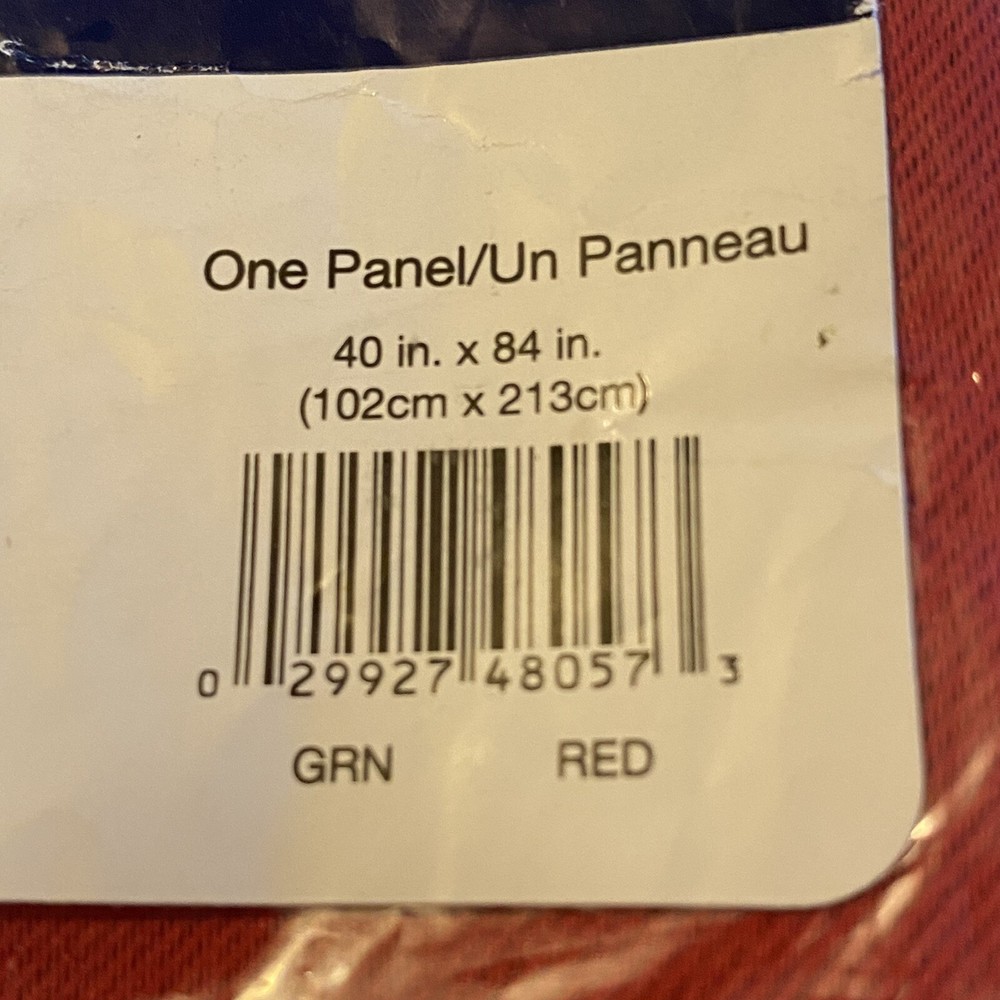 One Panel/Un Panneau
40 in. x 84 in.
(102cm x 213cm)
0 29927 48057 3
GRN RED